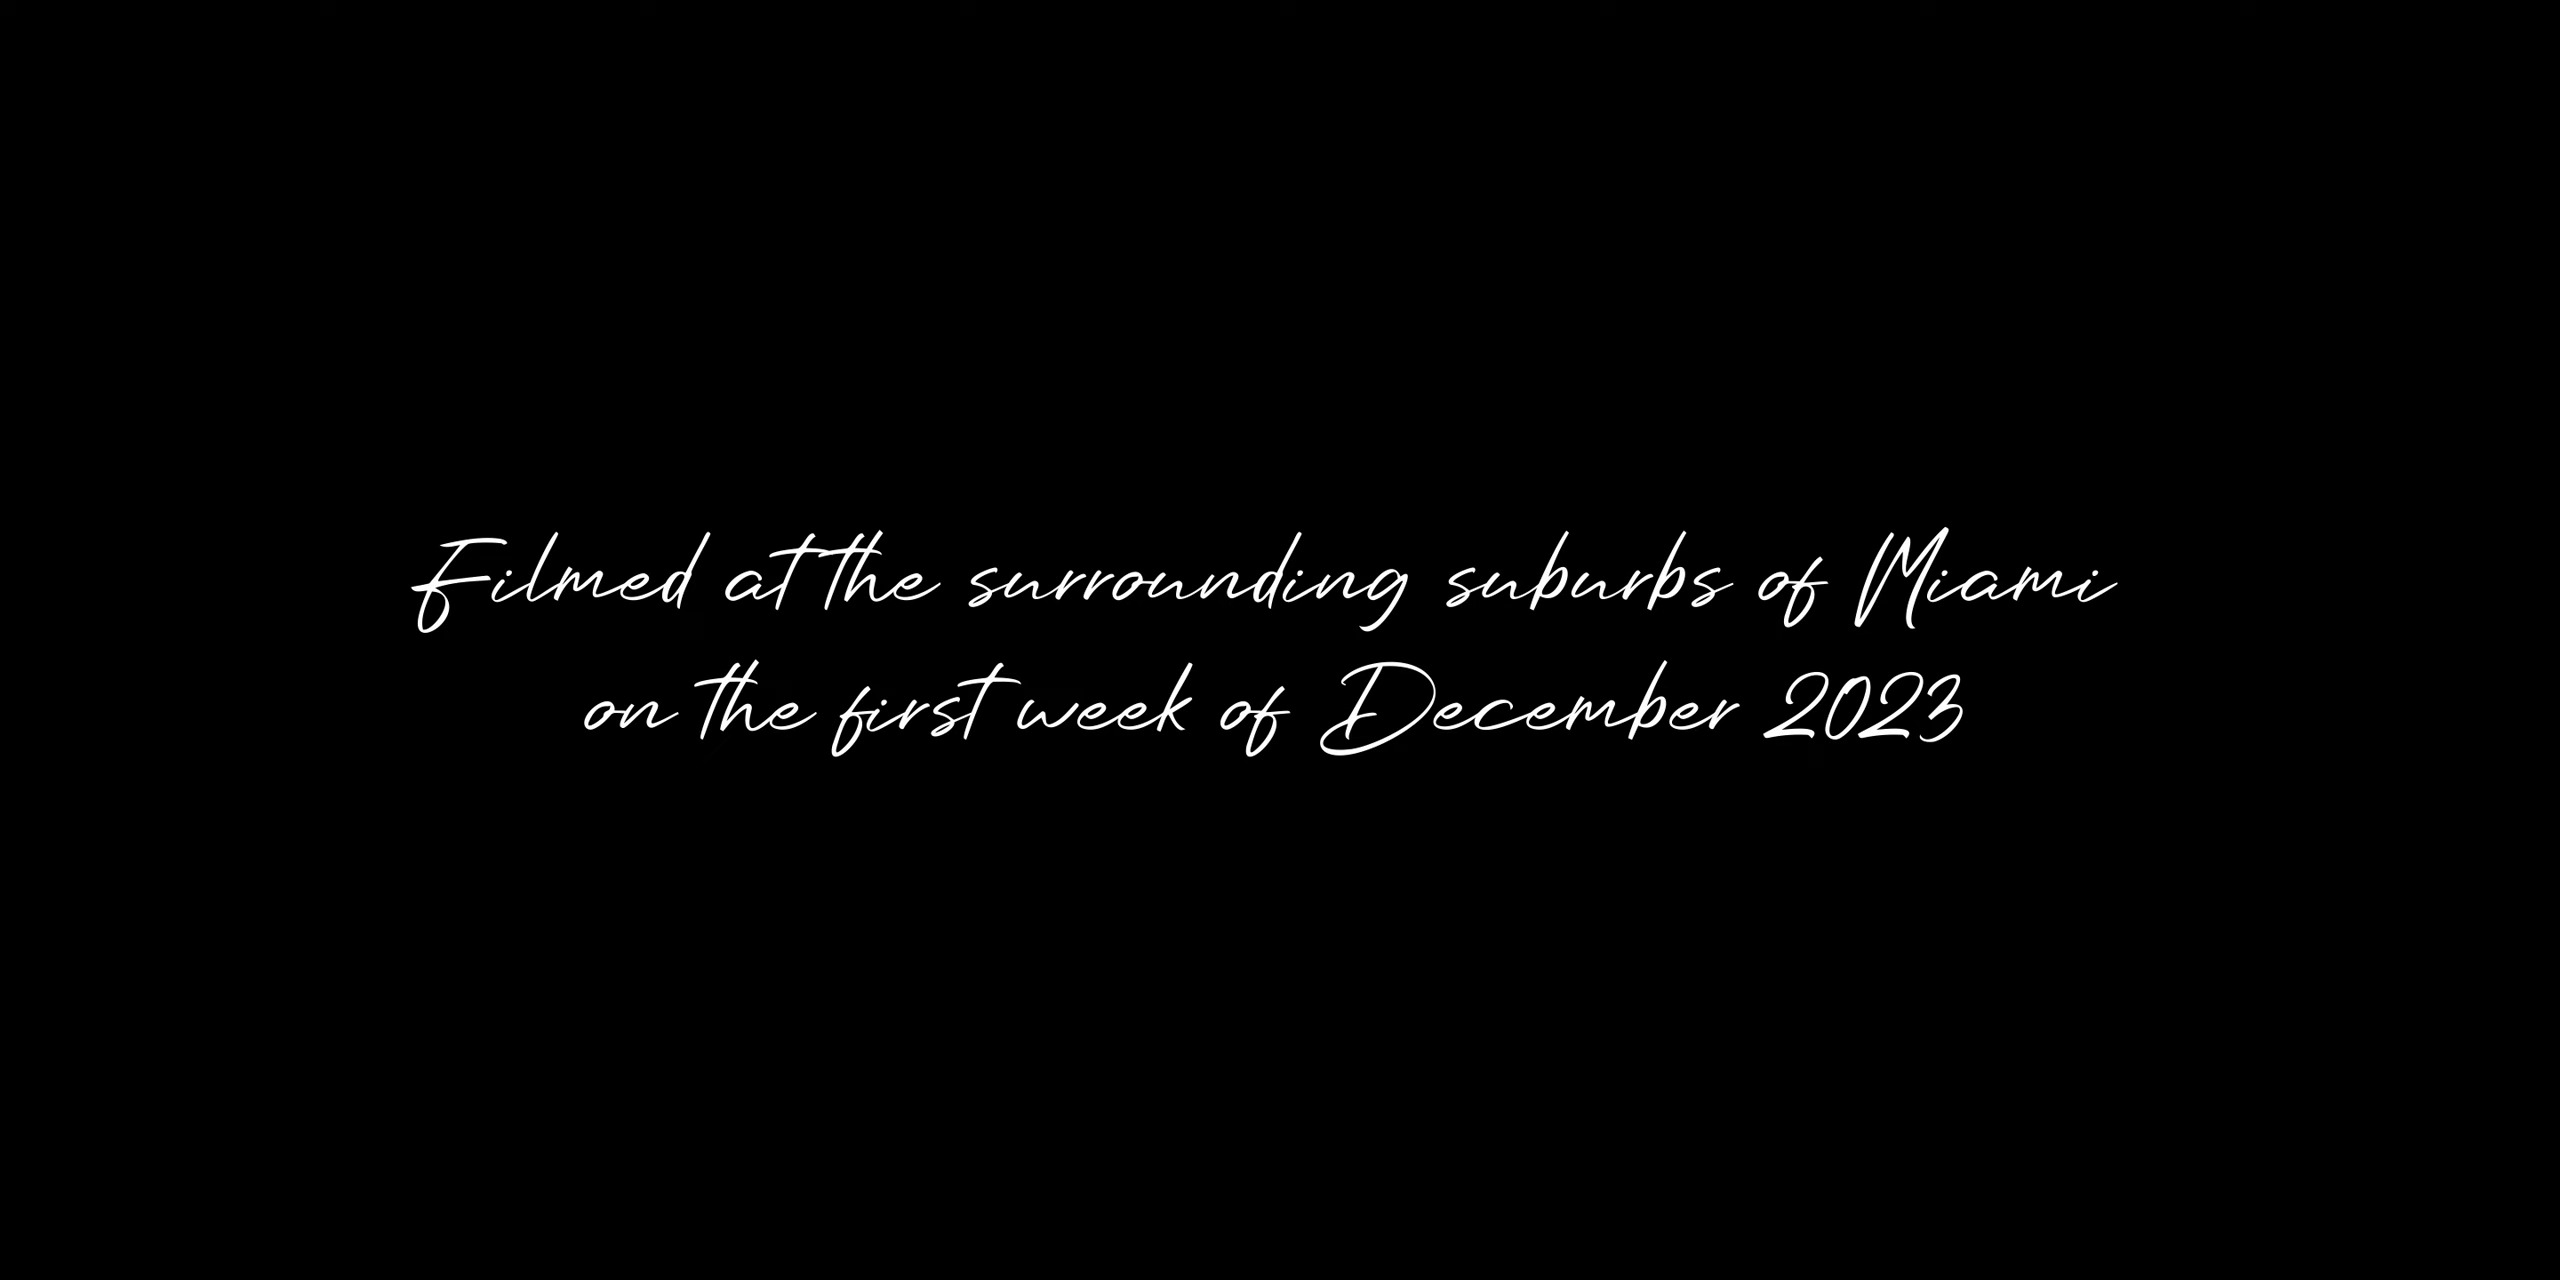 Filmed at the surrounding suburbs of Miami
on the first week of December 2023